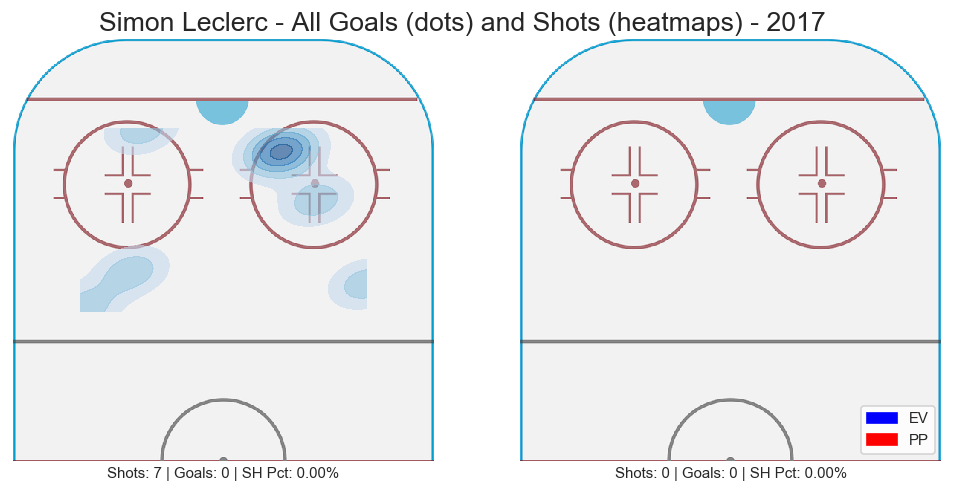 Simon Leclerc - All Goals (dots) and Shots (heatmaps) - 2017
EV
PP
Shots: 7 | Goals: 0 | SH Pct: 0.00%
Shots: 0 | Goals: 0 | SH Pct: 0.00%